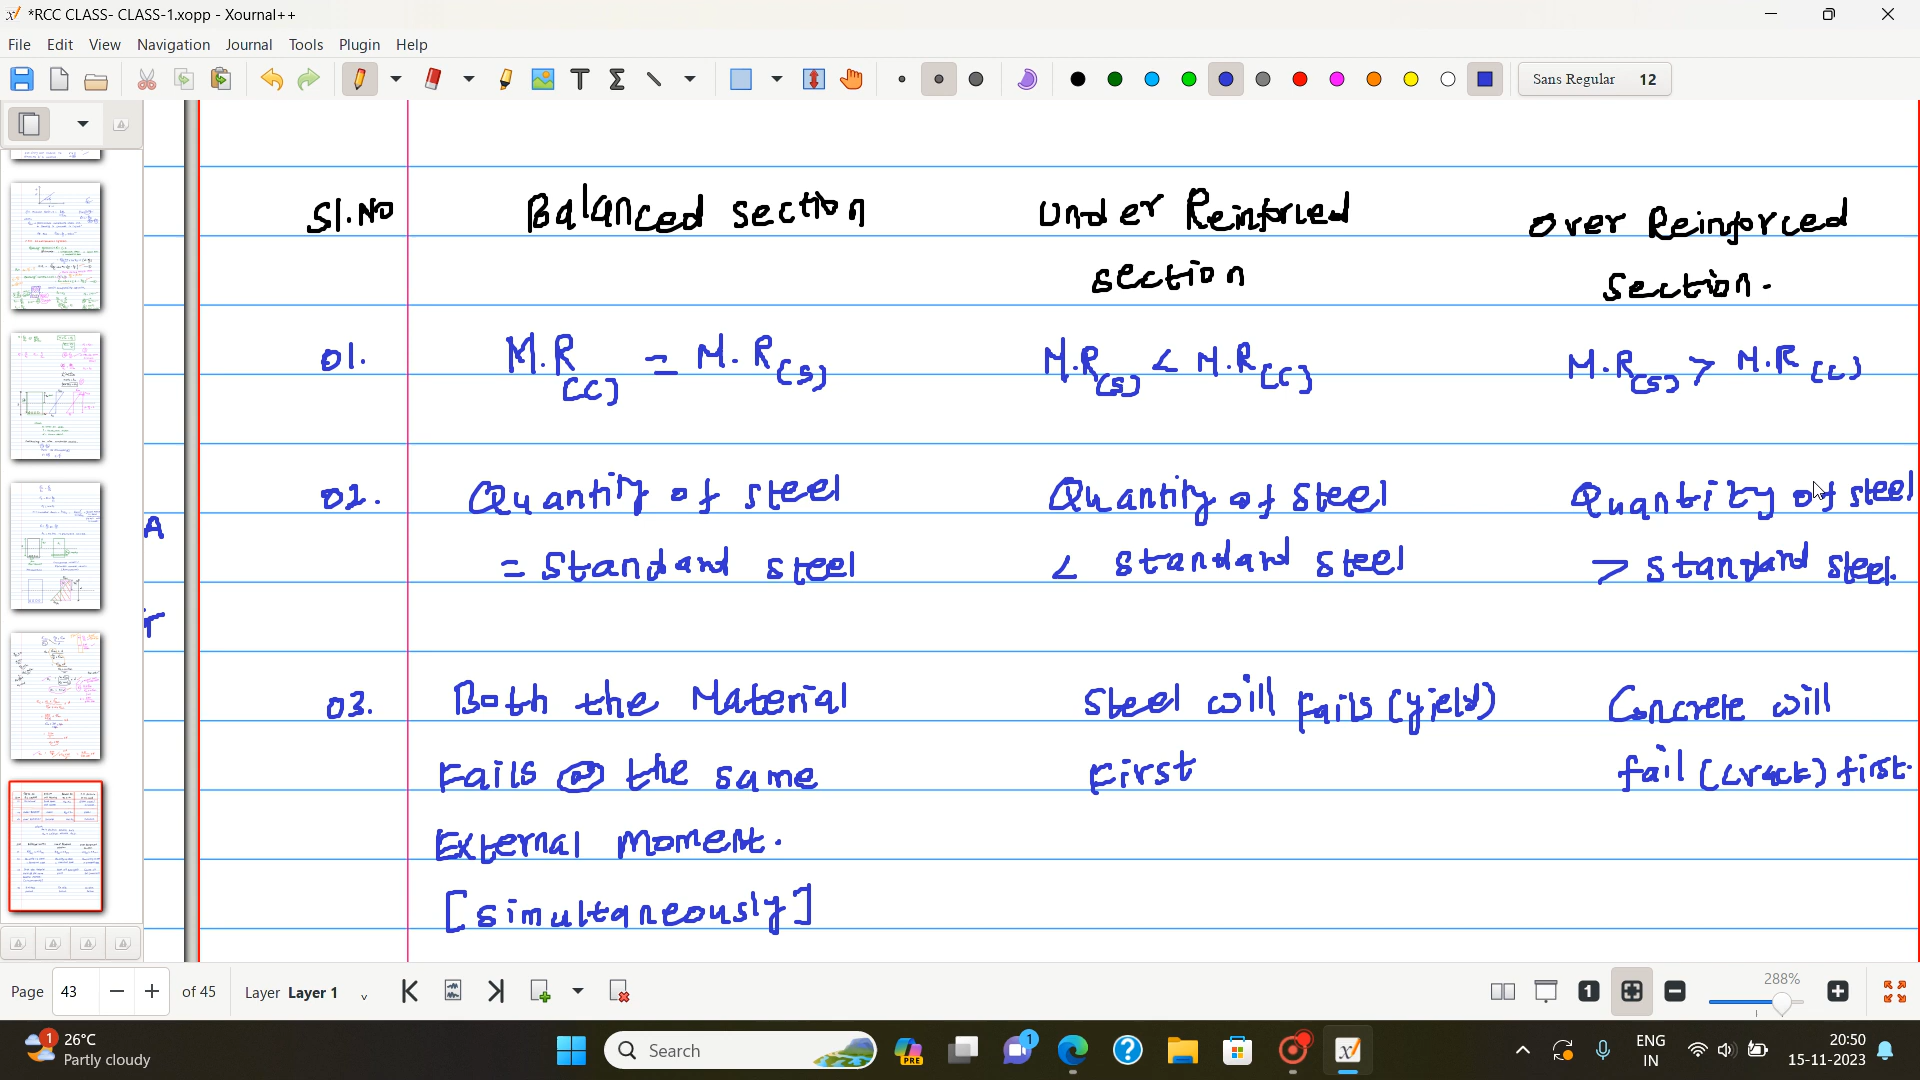 *RCC CLASS- CLASS-1.xopp - Xournal++
File Edit View Navigation Journal Tools Plugin Help
Sans Regular 12
Sl.No Balanced section Under Reinforced section Over Reinforced section.
01. M.R(C) = M.R(S) M.R(S) < M.R(C) M.R(S) > M.R(C)
02. Quantity of steel Quantity of steel Quantity of steel
= Standard steel < standard steel > standard steel.
03. Both the Material Steel will fails (yield) Concrete will
Fails @ the same First fail (crack) first.
External Moment.
[simultaneously]
A
T
Page 43 of 45 Layer Layer 1 1 288%
1 26°C
Partly cloudy
Search
PRE
1
ENG
IN
20:50
15-11-2023